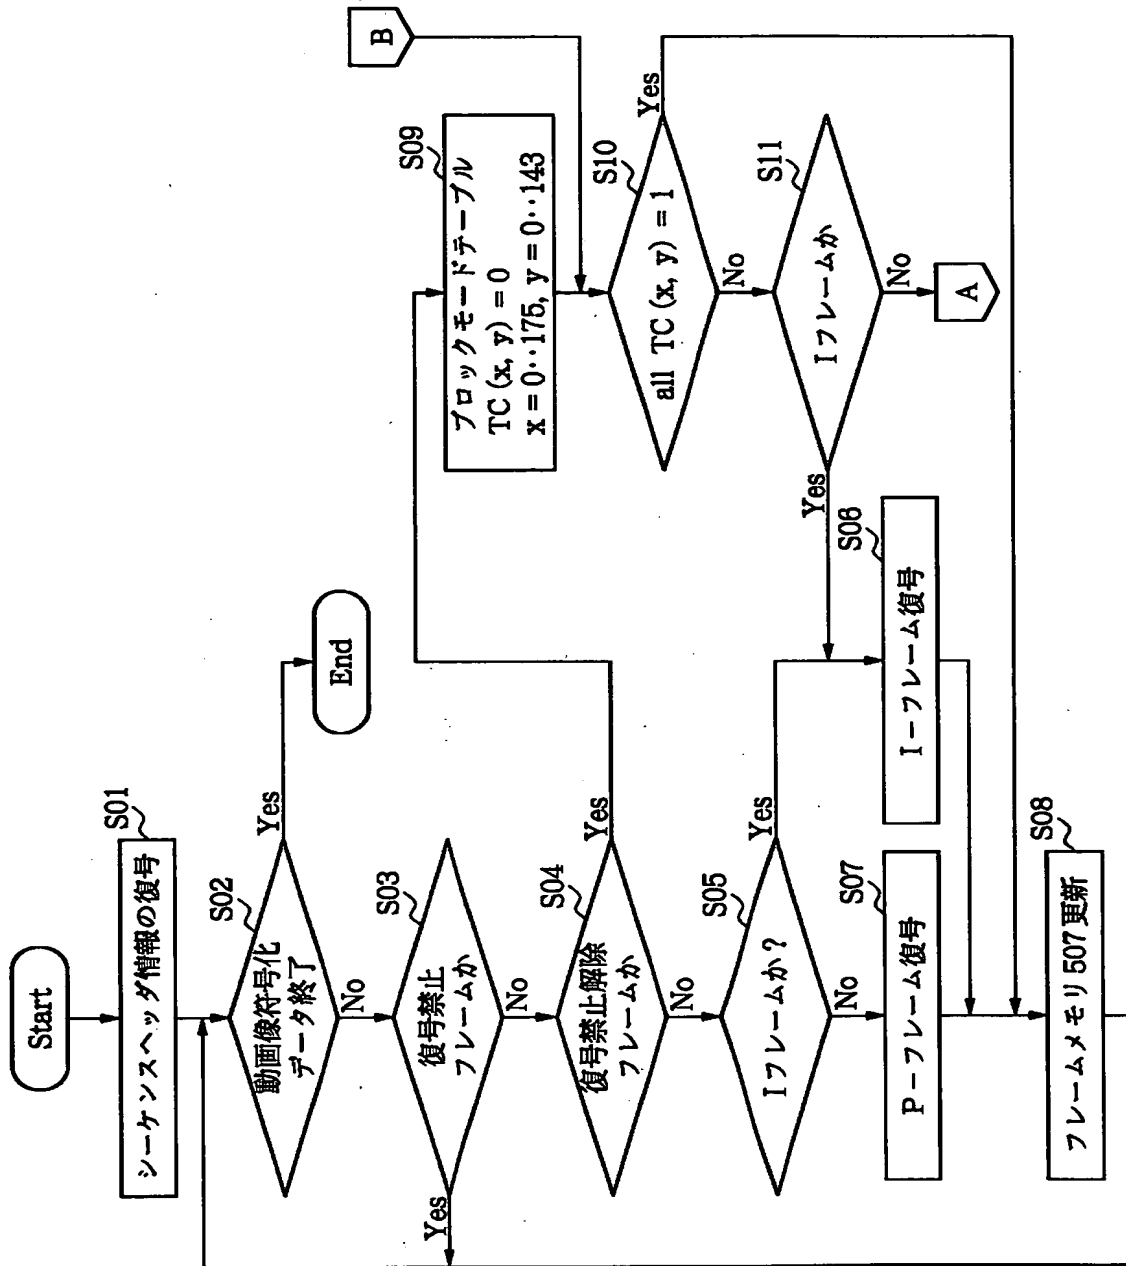 Start
シーケンスヘッダ情報の復号
S01
動画像符号化
データ終了
S02
Yes
No
End
復号禁止
フレームか
S03
Yes
No
復号禁止解除
フレームか
S04
Yes
No
Iフレームか?
S05
Yes
No
P-フレーム復号
S07
I-フレーム復号
S06
フレームメモリ507更新
S08
B
ブロックモードテーブル
TC(x, y) = 0
x = 0‥175, y = 0‥143
S09
all TC(x, y) = 1
S10
Yes
No
Iフレームか
S11
Yes
No
A